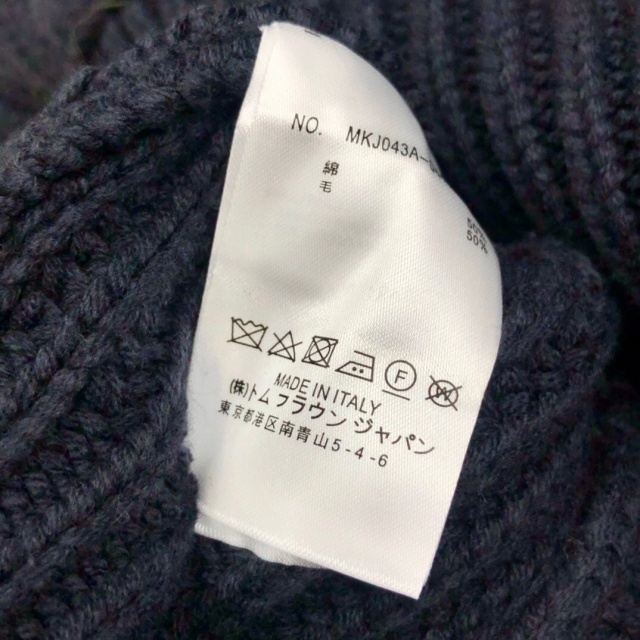 NO. MKJ043A-
綿
毛 50%
MADE IN ITALY
(株)トム ブラウン ジャパン
東京都港区南青山5-4-6